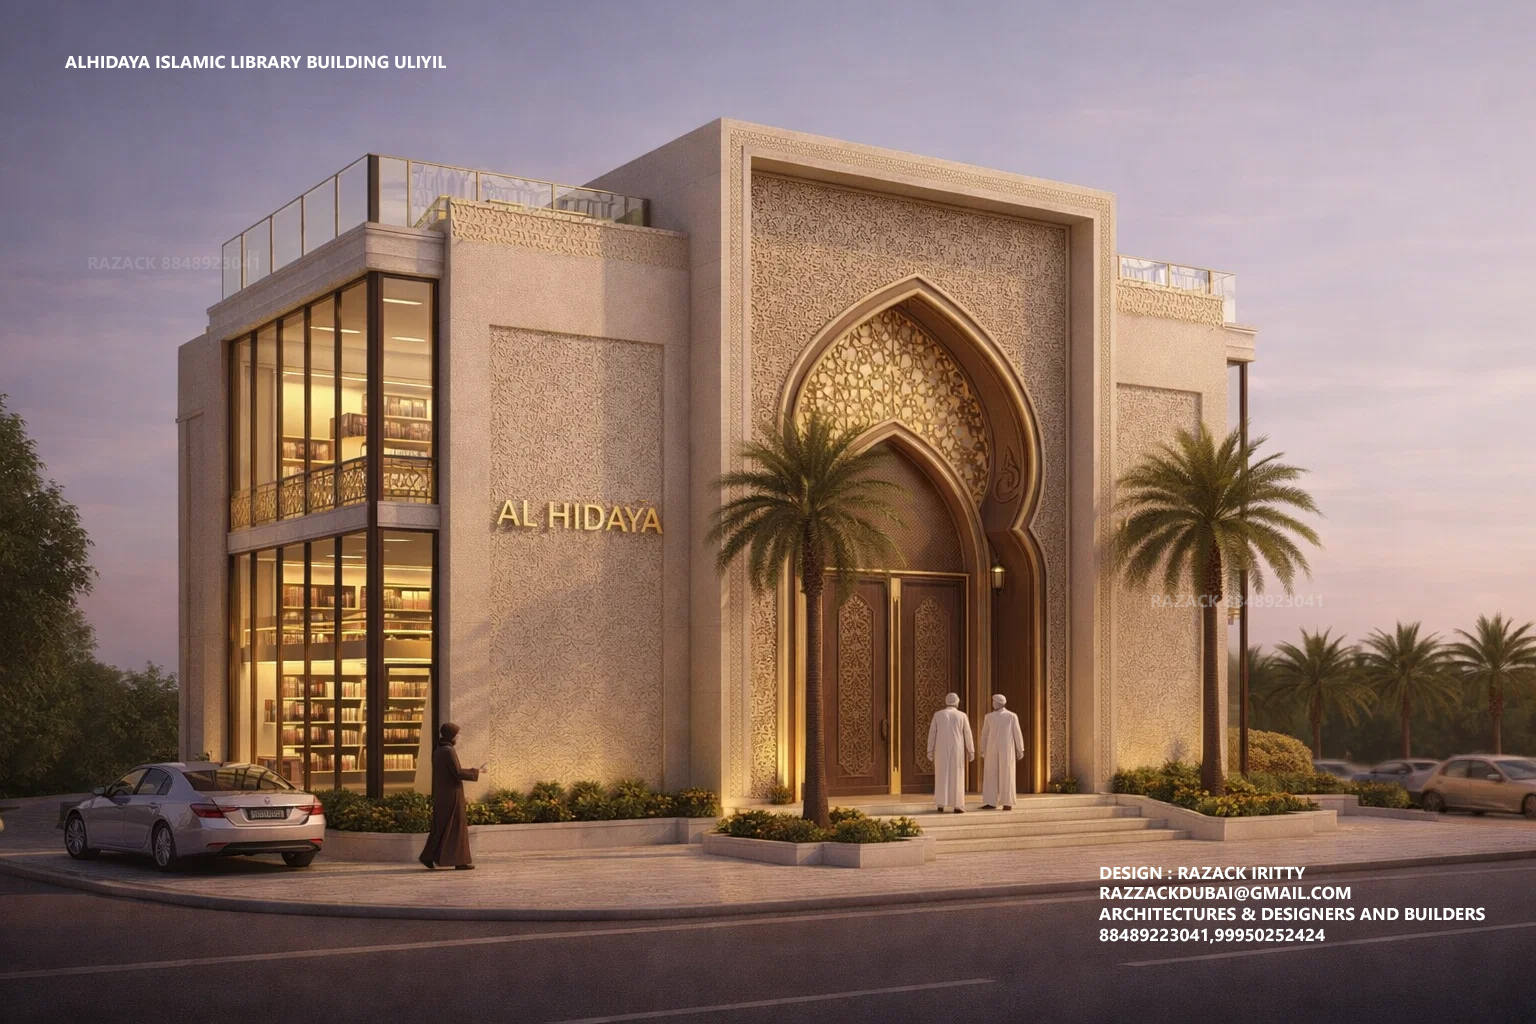 ALHIDAYA ISLAMIC LIBRARY BUILDING ULIYIL
RAZACK 8848923041
AL HIDAYA
RAZACK 8848923041
DESIGN : RAZACK IRITTY
RAZZACKDUBAI@GMAIL.COM
ARCHITECTURES & DESIGNERS AND BUILDERS
88489223041,99950252424